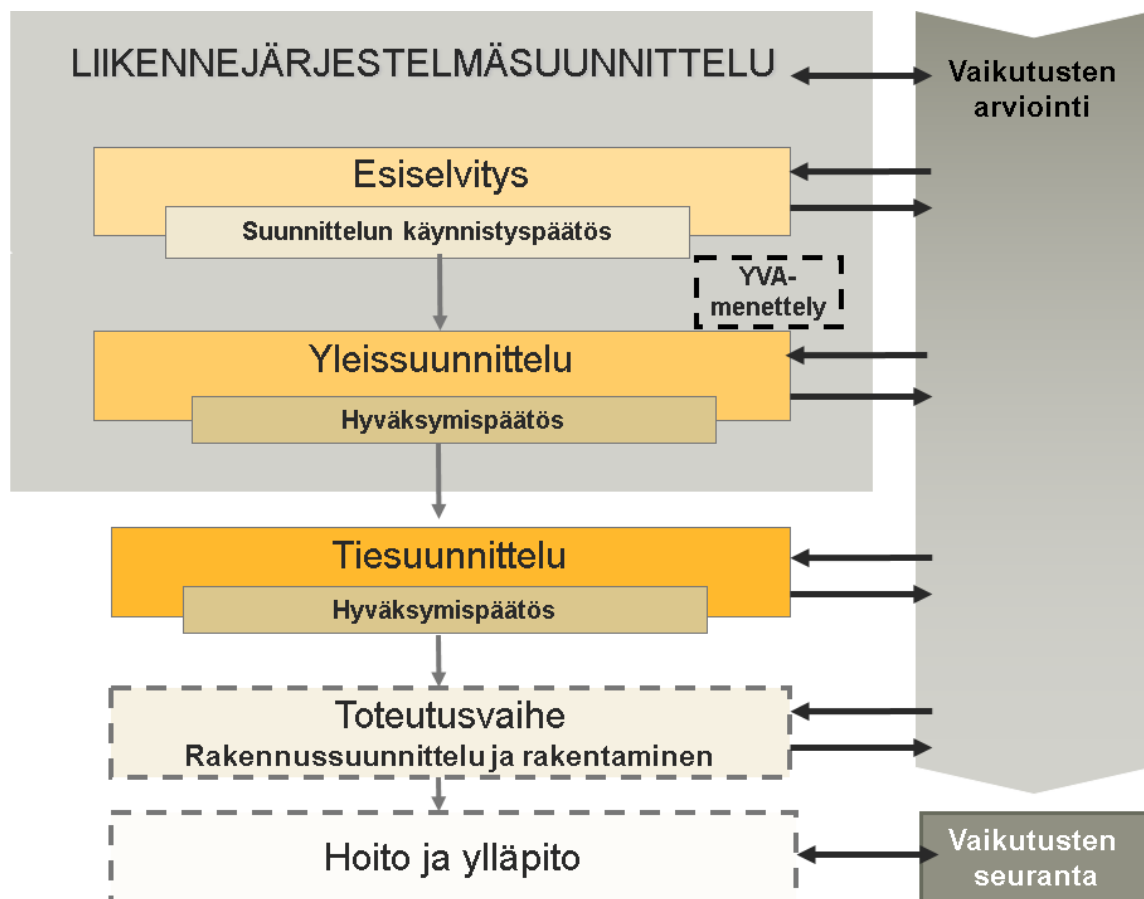 LIIKENNEJÄRJESTELMÄSUUNNITTELU
Vaikutusten
arviointi
Esiselvitys
Suunnittelun käynnistyspäätös
YVA-
menettely
Yleissuunnittelu
Hyväksymispäätös
Tiesuunnittelu
Hyväksymispäätös
Toteutusvaihe
Rakennussuunnittelu ja rakentaminen
Hoito ja ylläpito
Vaikutusten
seuranta